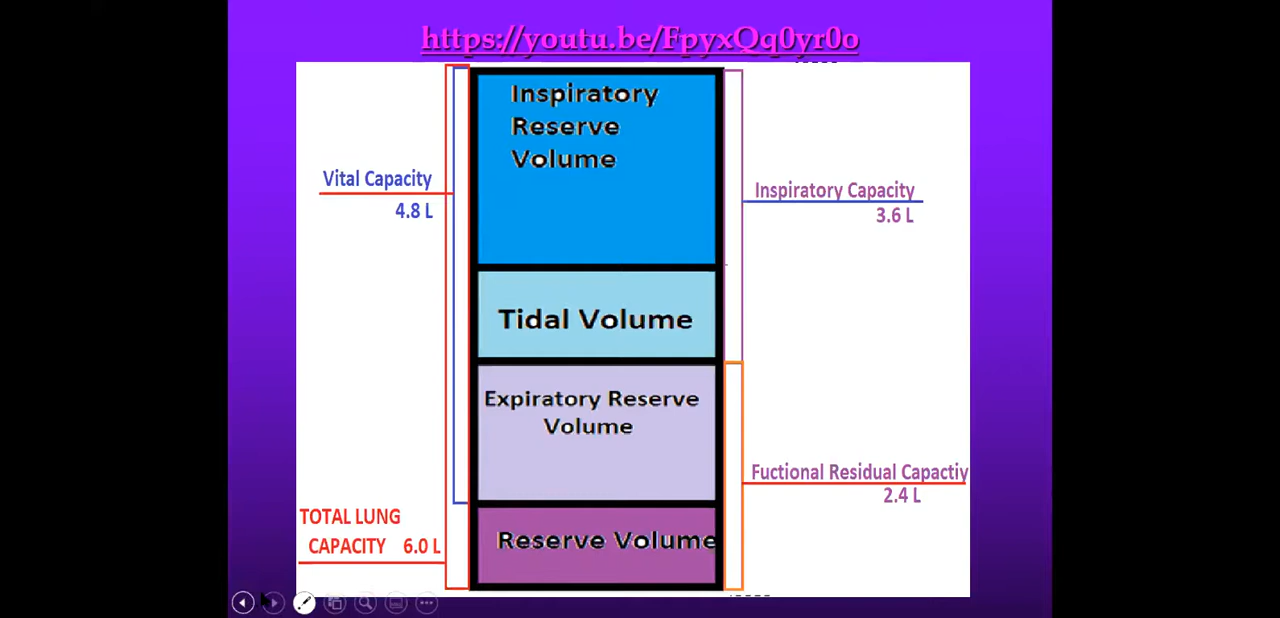 https://youtu.be/FpyxQq0yr0o
Inspiratory
Reserve
Volume
Vital Capacity
4.8 L
Inspiratory Capacity
3.6 L
Tidal Volume
Expiratory Reserve
Volume
Fuctional Residual Capactiy
2.4 L
TOTAL LUNG
CAPACITY 6.0 L
Reserve Volume